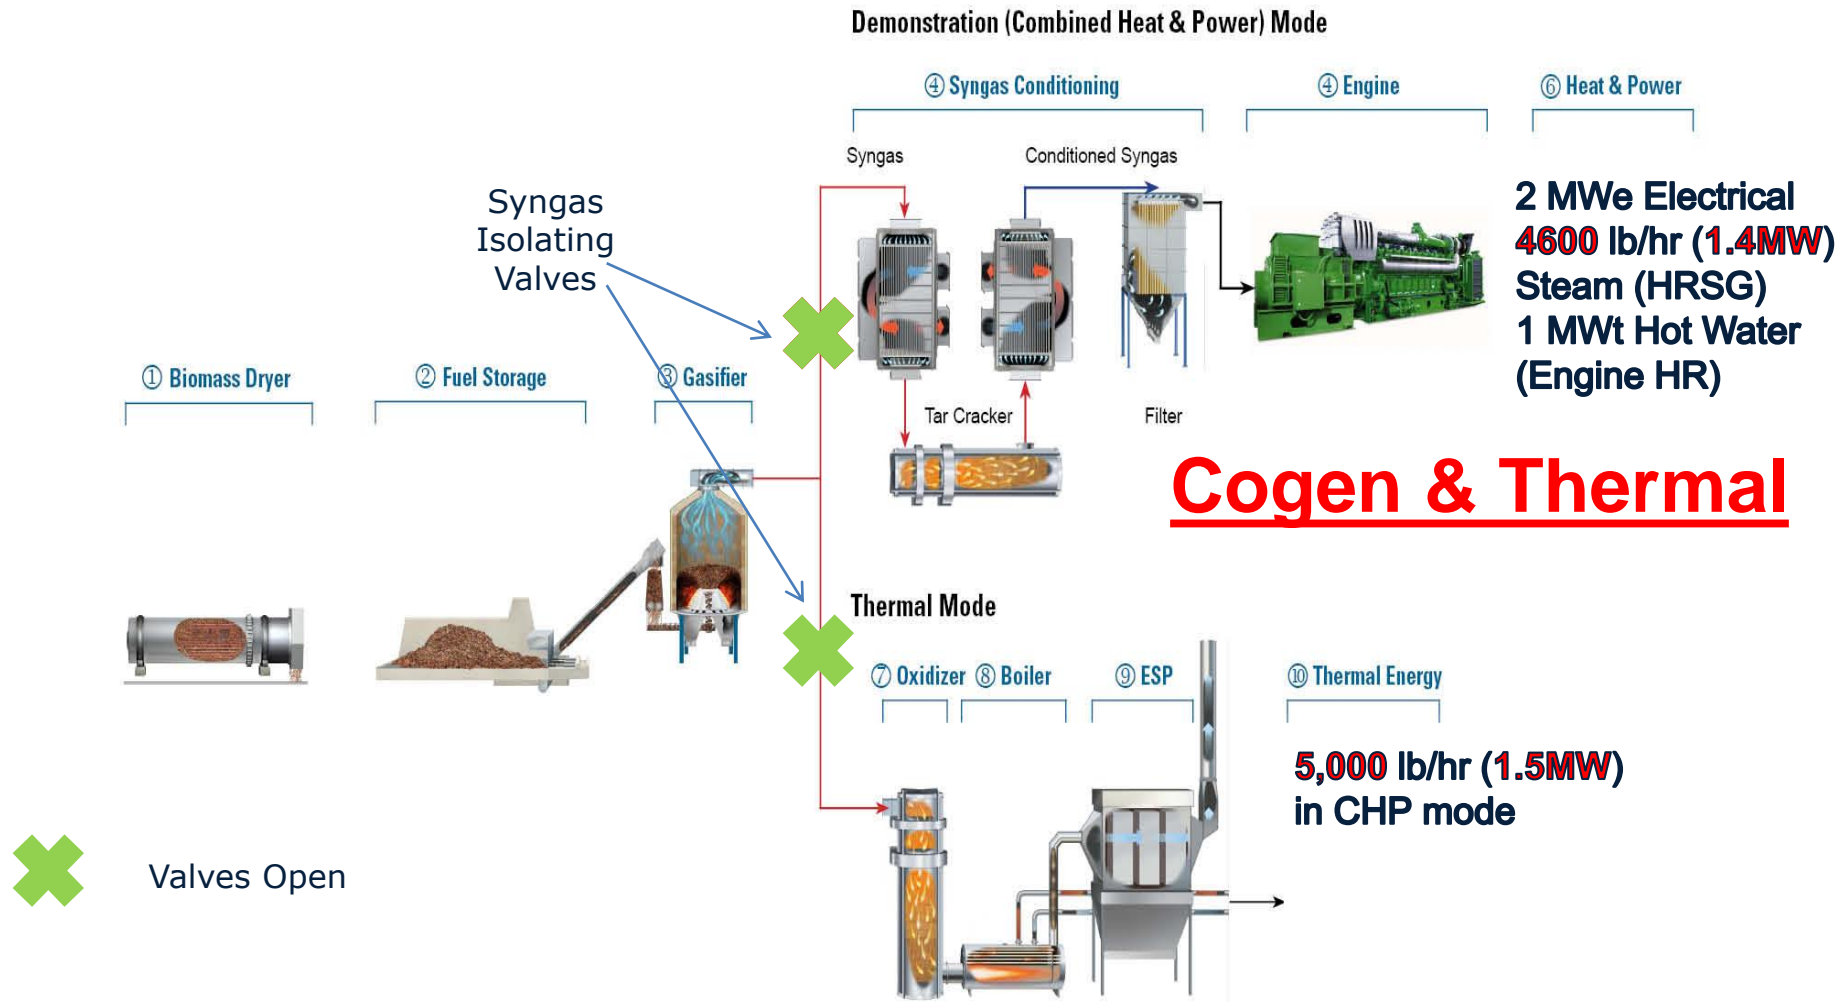 Demonstration (Combined Heat & Power) Mode
④ Syngas Conditioning
④ Engine
⑥ Heat & Power
Syngas
Conditioned Syngas
Syngas
Isolating
Valves
2 MWe Electrical
4600 lb/hr (1.4MW)
Steam (HRSG)
1 MWt Hot Water
(Engine HR)
① Biomass Dryer
② Fuel Storage
③ Gasifier
Tar Cracker
Filter
Cogen & Thermal
Thermal Mode
⑦ Oxidizer
⑧ Boiler
⑨ ESP
⑩ Thermal Energy
5,000 lb/hr (1.5MW)
in CHP mode
Valves Open